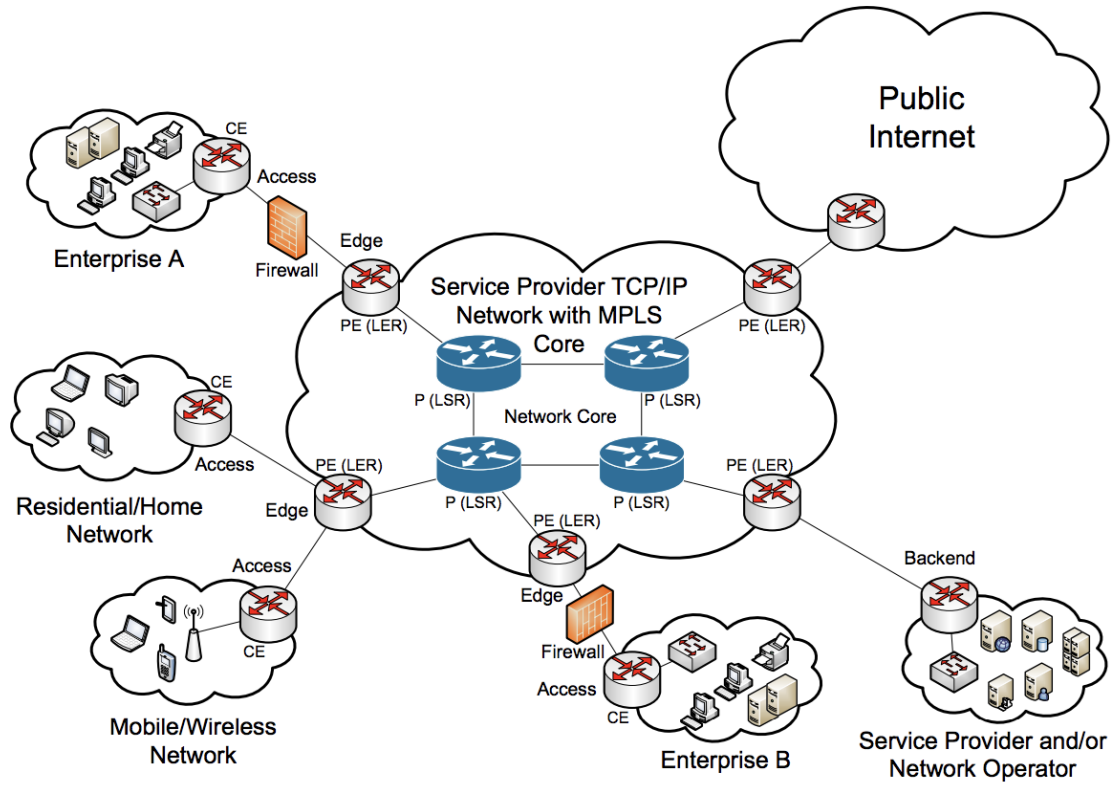 Public
Internet
CE
Access
Enterprise A
Firewall
Edge
PE (LER)
Service Provider TCP/IP
Network with MPLS
Core
PE (LER)
P (LSR)
P (LSR)
Network Core
CE
Access
Residential/Home
Network
PE (LER)
Edge
P (LSR)
P (LSR)
PE (LER)
PE (LER)
Edge
Access
CE
Mobile/Wireless
Network
Firewall
Access
CE
Enterprise B
Backend
Service Provider and/or
Network Operator